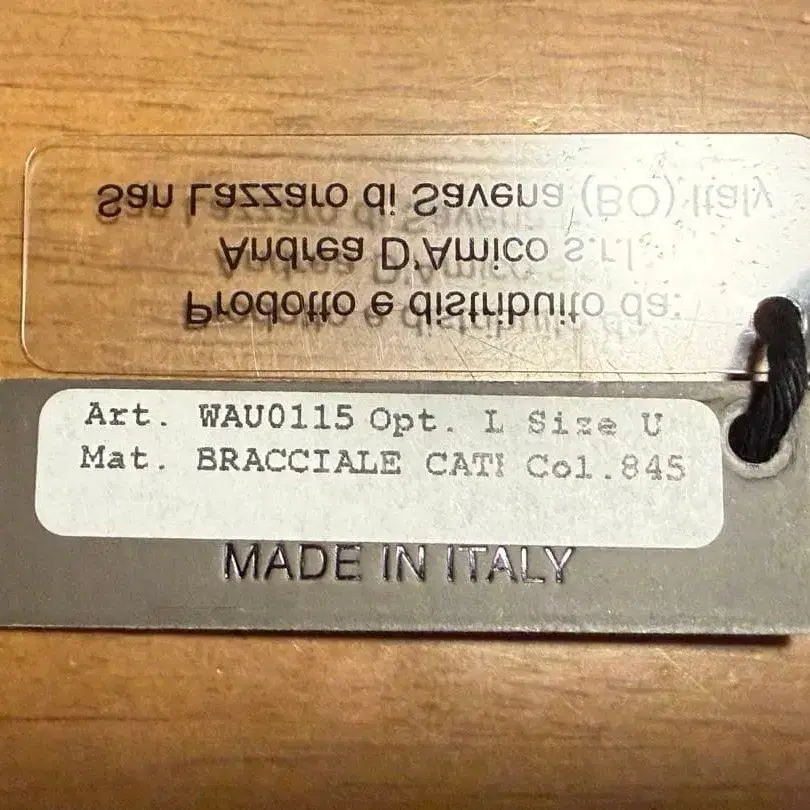 San Lazzaro di Savena (BO) Italy
Andrea D'Amico s.r.l.
Prodotto e distribuito da:
Art. WAU0115 Opt. L Size U
Mat. BRACCIALE CATE Col.845
MADE IN ITALY